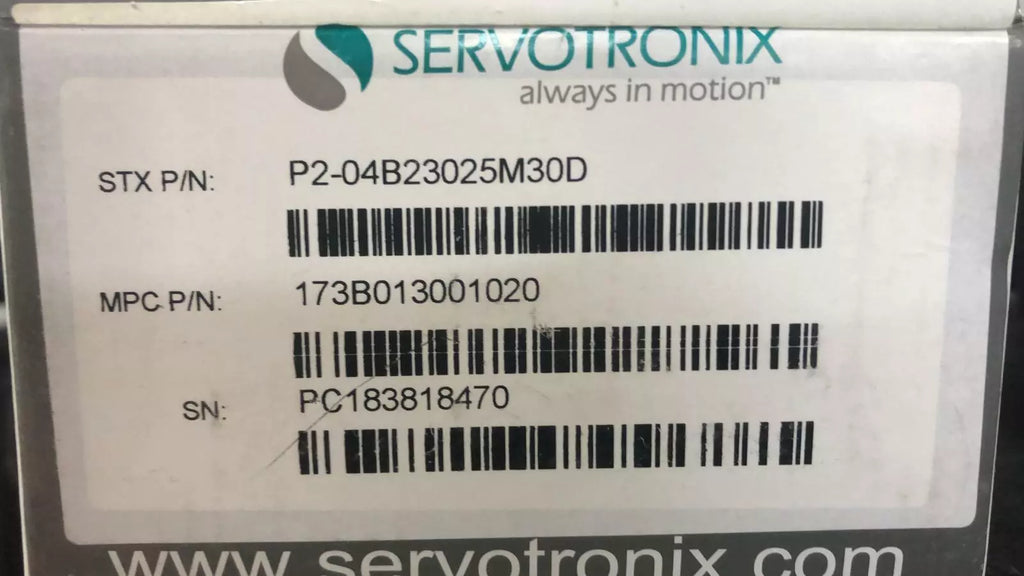 SERVOTRONIX
always in motion™
STX P/N: P2-04B23025M30D
MPC P/N: 173B013001020
SN: PC183818470
www.servotronix.com